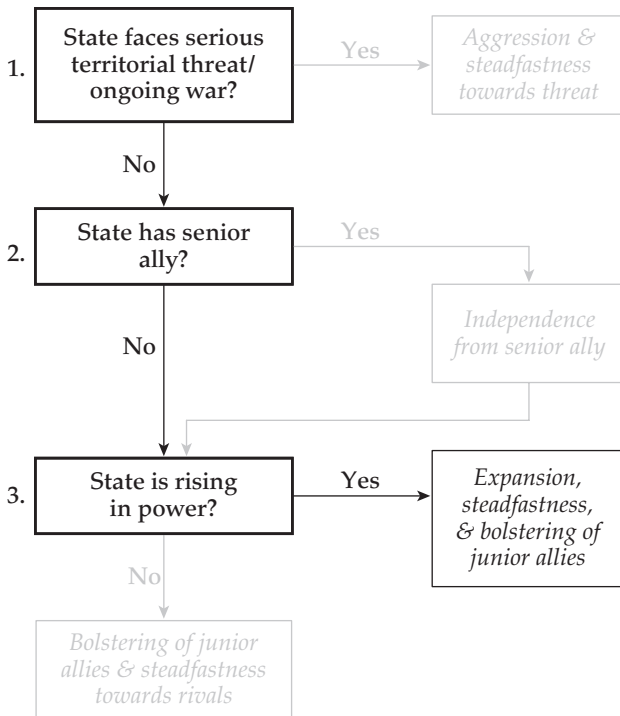 1.
State faces serious
territorial threat/
ongoing war?
Yes
Aggression &
steadfastness
towards threat
No
2.
State has senior
ally?
Yes
Independence
from senior ally
No
3.
State is rising
in power?
Yes
Expansion,
steadfastness,
& bolstering of
junior allies
No
Bolstering of junior
allies & steadfastness
towards rivals